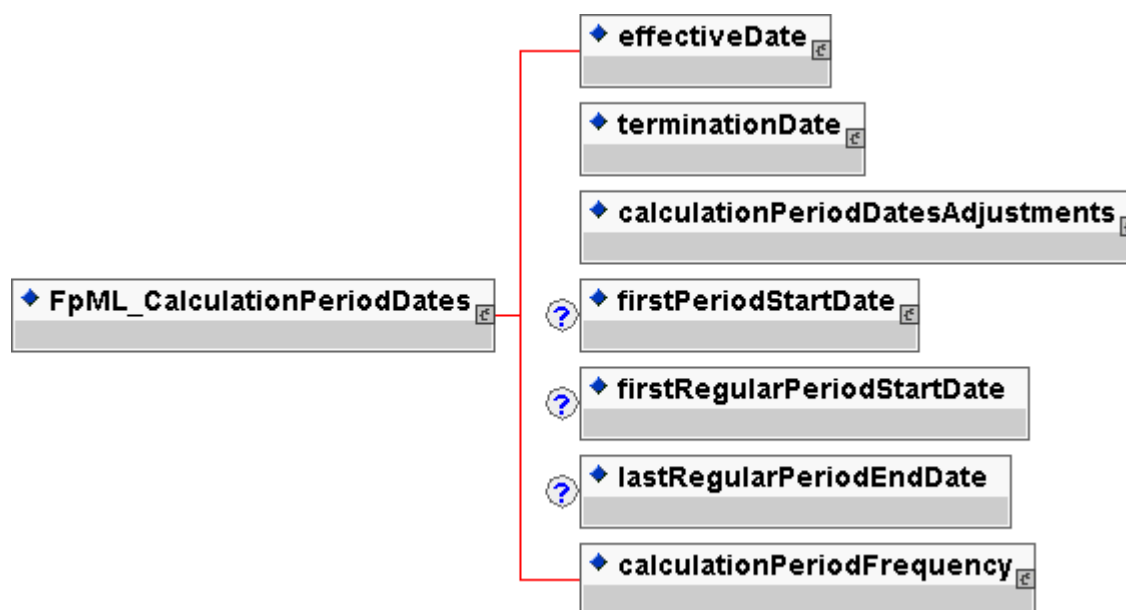 effectiveDate
terminationDate
calculationPeriodDatesAdjustments
FpML_CalculationPeriodDates
? firstPeriodStartDate
? firstRegularPeriodStartDate
? lastRegularPeriodEndDate
calculationPeriodFrequency